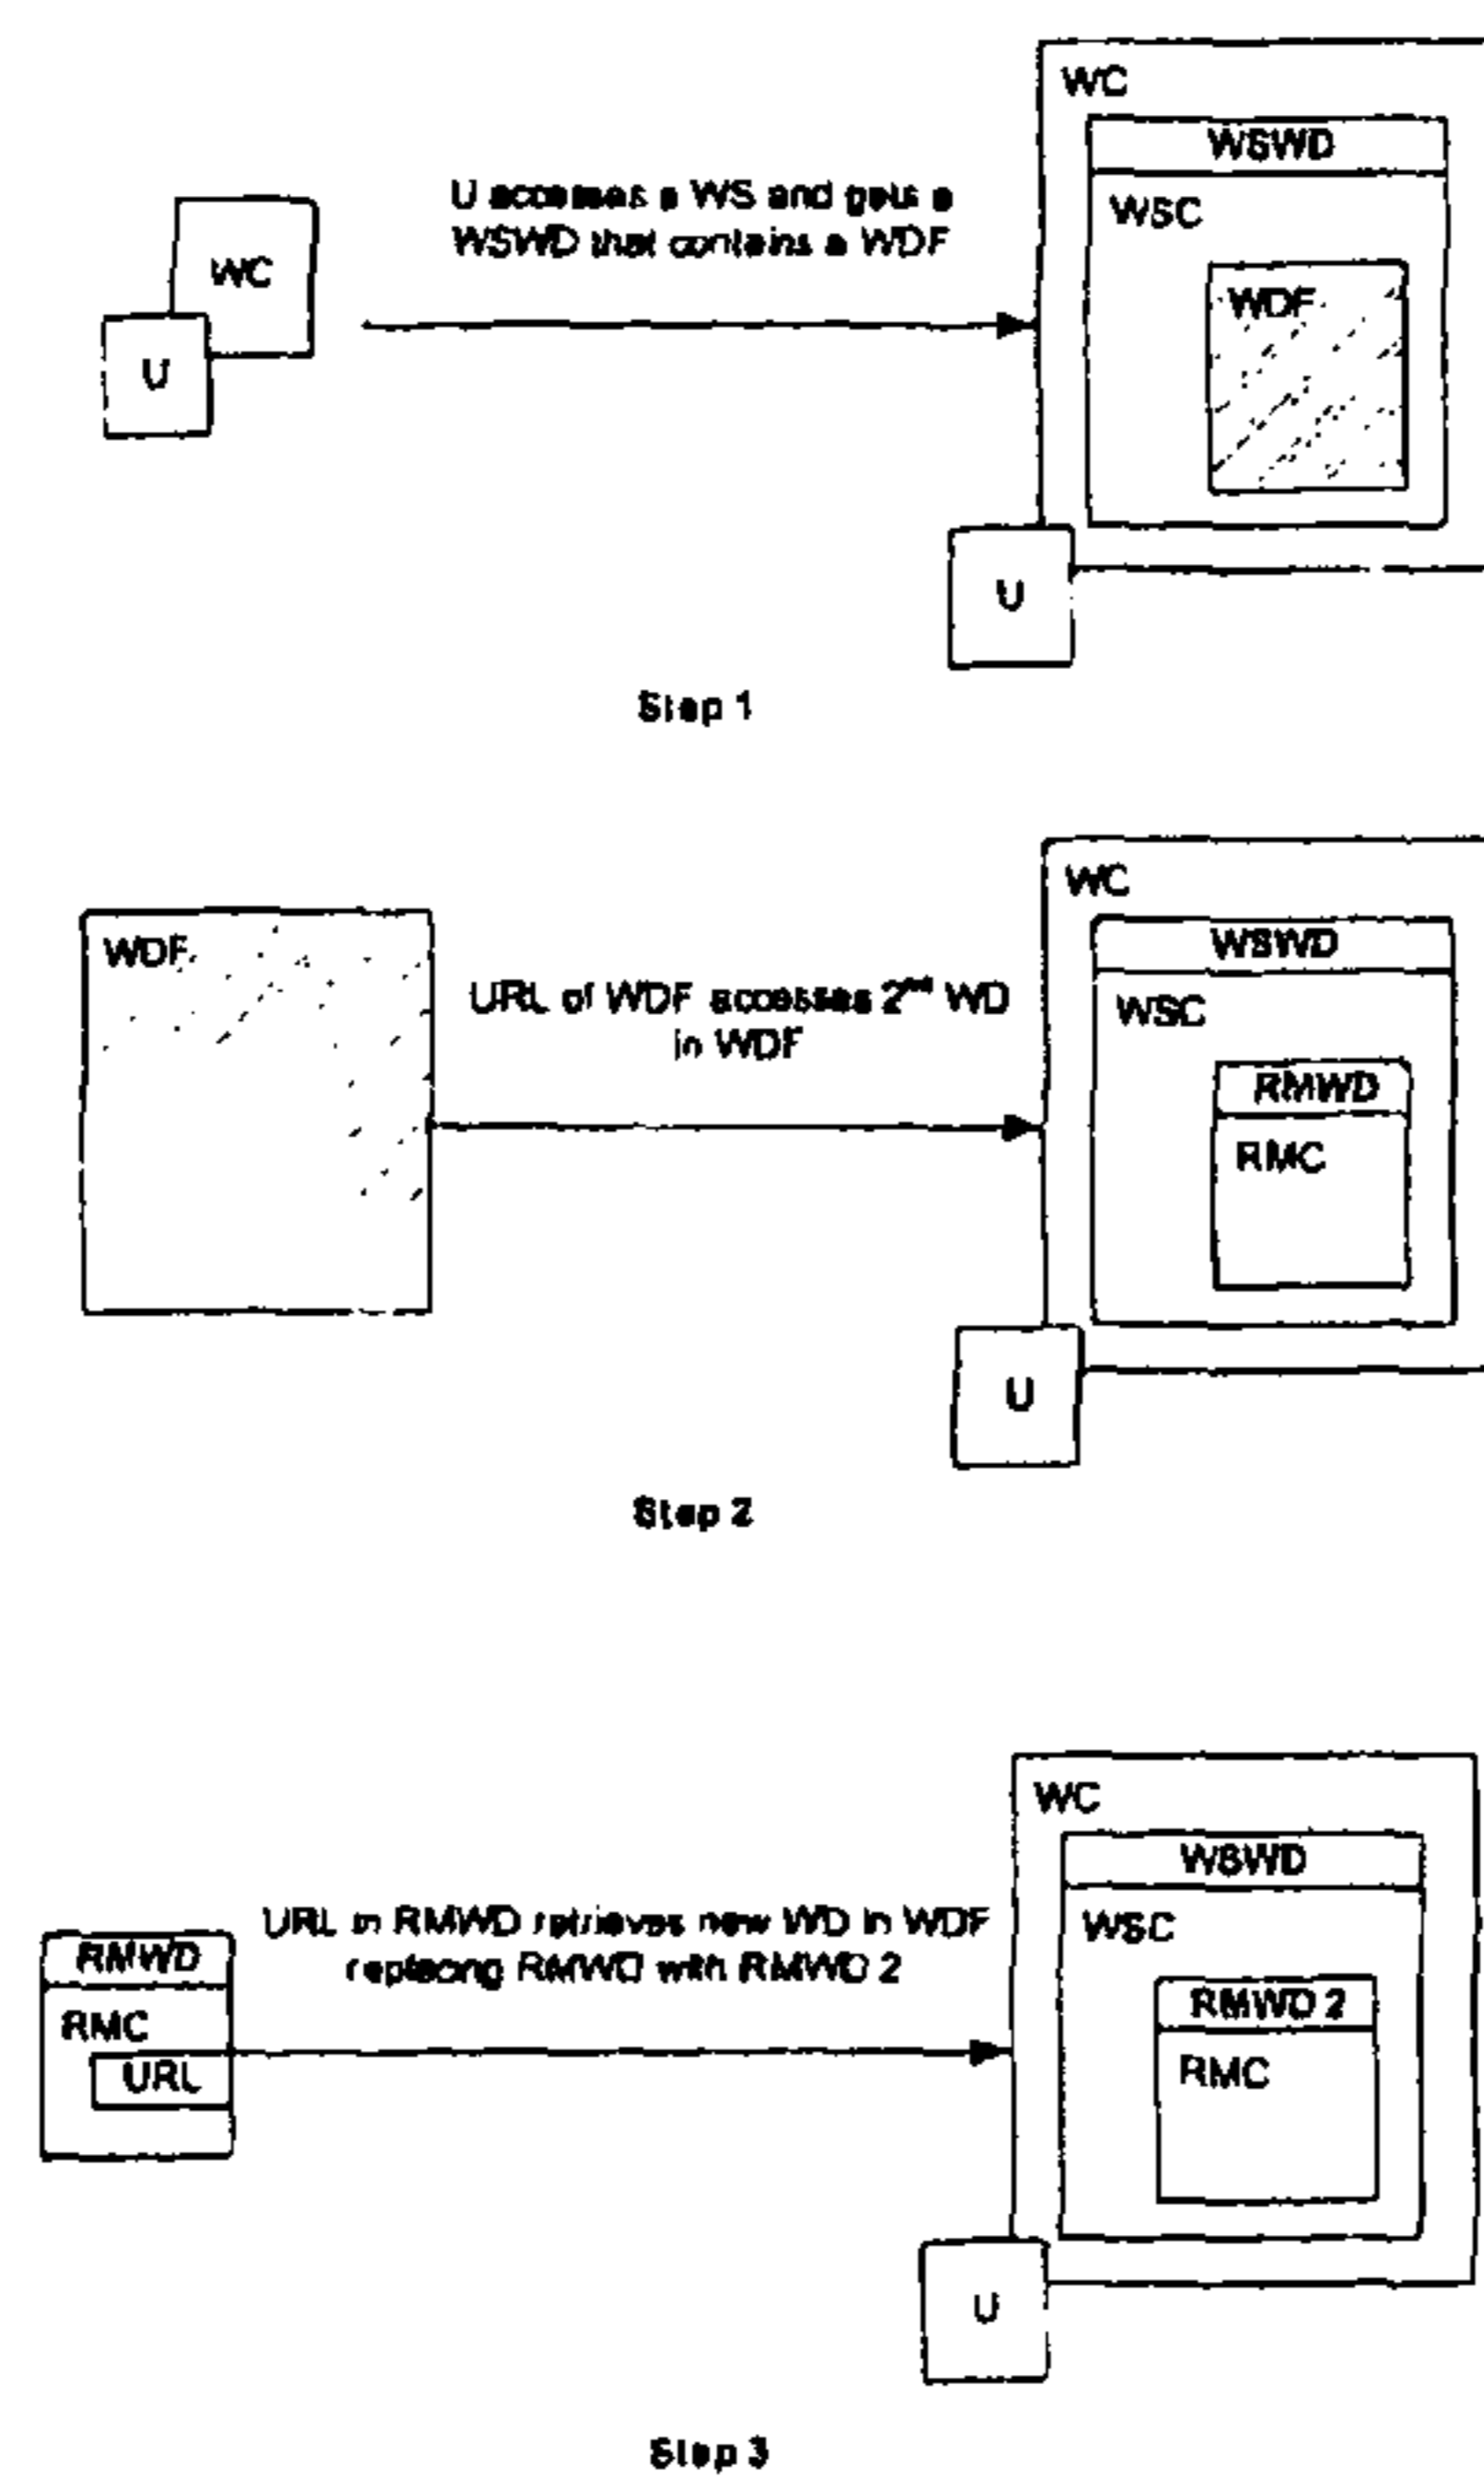 WC
WSWD
U accesses a WS and gets a
WSWD that contains a WDF
WSC
WC
WDF
U
U
Step 1
WC
WSWD
WDF
URL of WDF accesses 2nd WD
in WDF
WSC
RMWD
RMC
U
Step 2
WC
WSWD
URL in RMWD retrieves new WD in WDF
replacing RMWD with RMWD 2
WSC
RMWD
RMC
URL
RMWD 2
RMC
U
Step 3